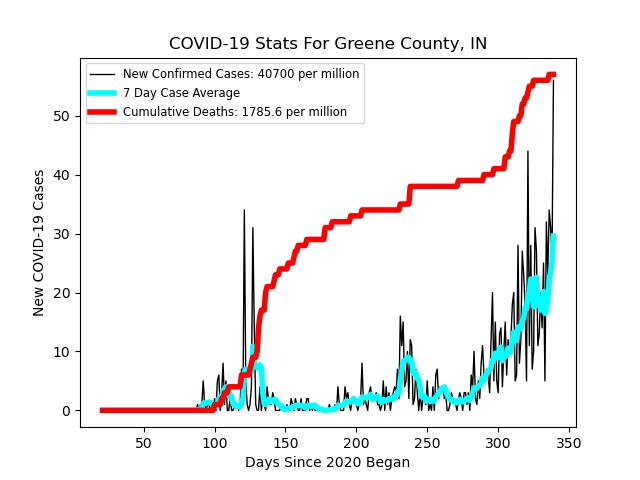 COVID-19 Stats For Greene County, IN
New Confirmed Cases: 40700 per million
7 Day Case Average
Cumulative Deaths: 1785.6 per million
New COVID-19 Cases
50
40
30
20
10
0
50 100 150 200 250 300 350
Days Since 2020 Began